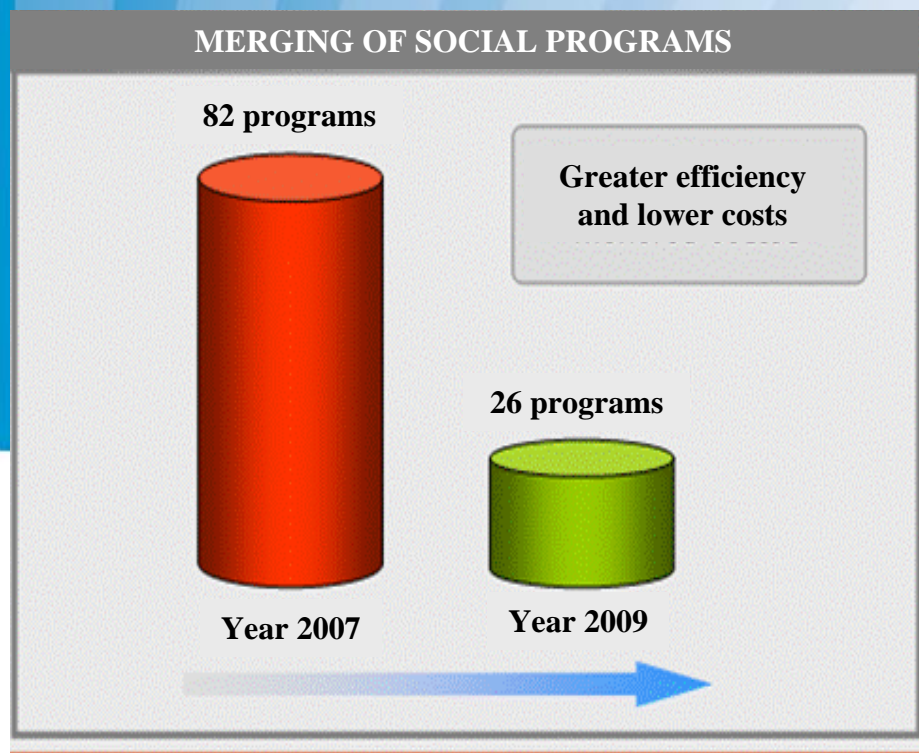 MERGING OF SOCIAL PROGRAMS
82 programs
Greater efficiency
and lower costs
26 programs
Year 2007
Year 2009